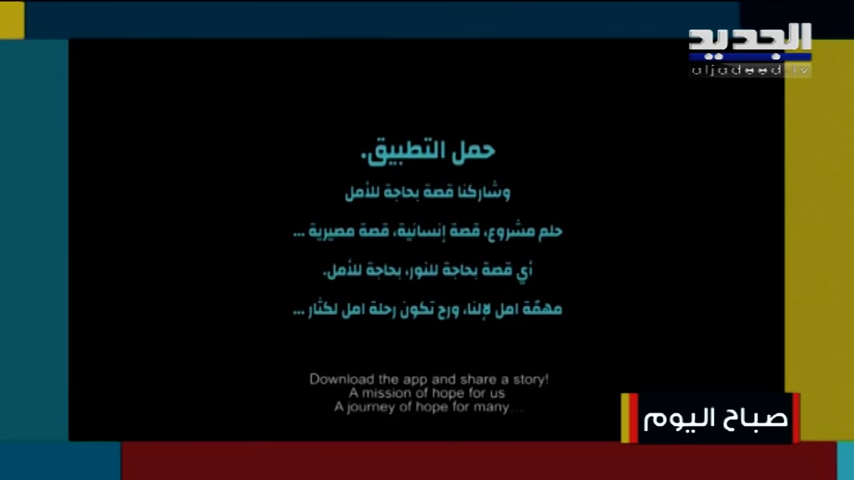 الجديد
aljadeed.tv
حمل التطبيق.
وشاركنا قصة بحاجة للأمل
حلم مشروع، قصة إنسانية، قصة مصيرية ...
أي قصة بحاجة للنور، بحاجة للأمل.
مهمّة امل لإلنا، ورح تكون رحلة امل لكتار ...
Download the app and share a story!
A mission of hope for us
A journey of hope for many...
صباح اليوم